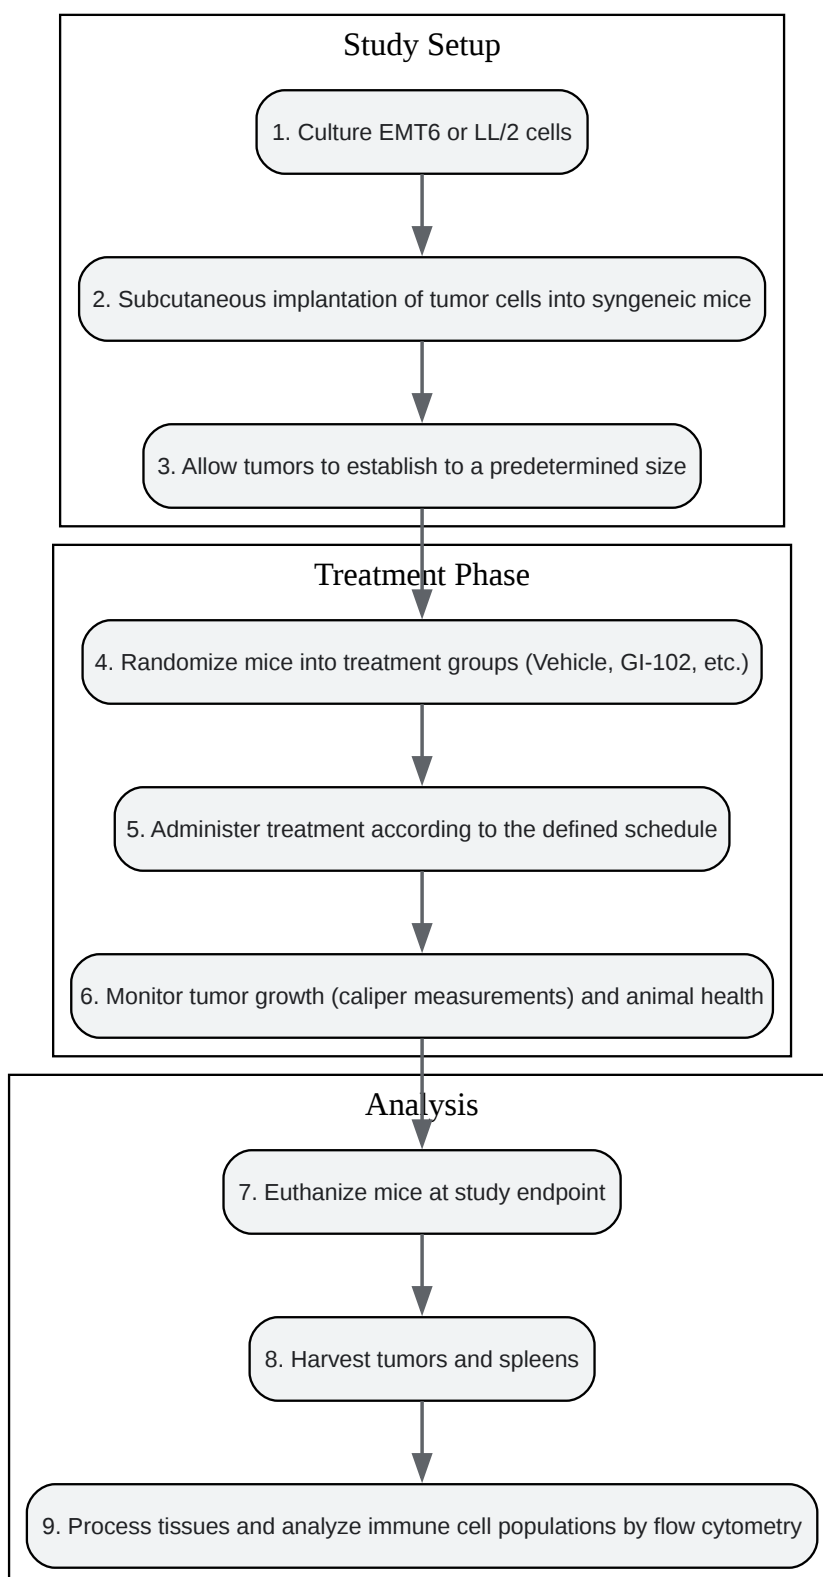 Study Setup
1. Culture EMT6 or LL/2 cells
2. Subcutaneous implantation of tumor cells into syngeneic mice
3. Allow tumors to establish to a predetermined size
Treatment Phase
4. Randomize mice into treatment groups (Vehicle, GI-102, etc.)
5. Administer treatment according to the defined schedule
6. Monitor tumor growth (caliper measurements) and animal health
Analysis
7. Euthanize mice at study endpoint
8. Harvest tumors and spleens
9. Process tissues and analyze immune cell populations by flow cytometry